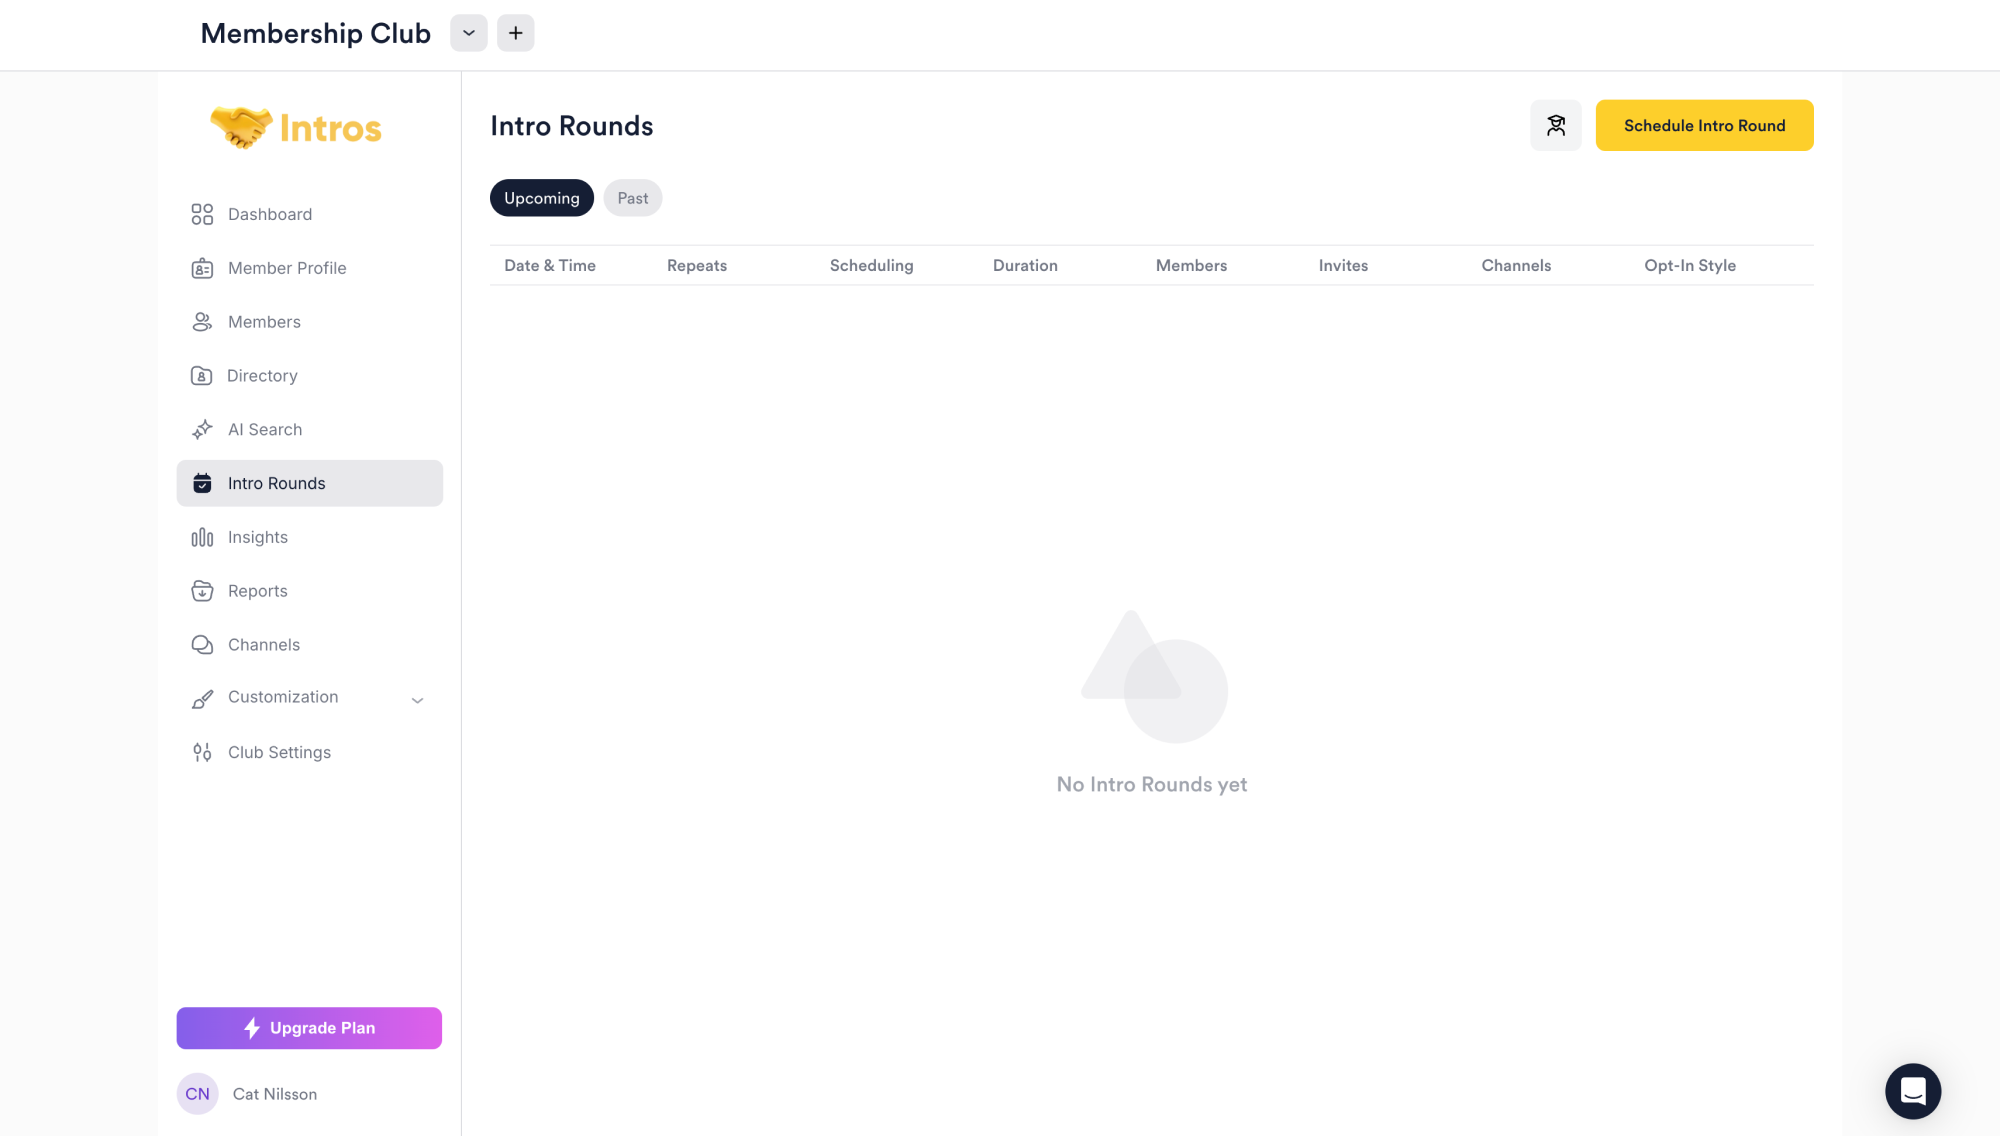 Membership Club
Intros
Dashboard
Member Profile
Members
Directory
AI Search
Intro Rounds
Insights
Reports
Channels
Customization
Club Settings
Upgrade Plan
CN Cat Nilsson
Intro Rounds
Schedule Intro Round
Upcoming Past
Date & Time Repeats Scheduling Duration Members Invites Channels Opt-In Style
No Intro Rounds yet